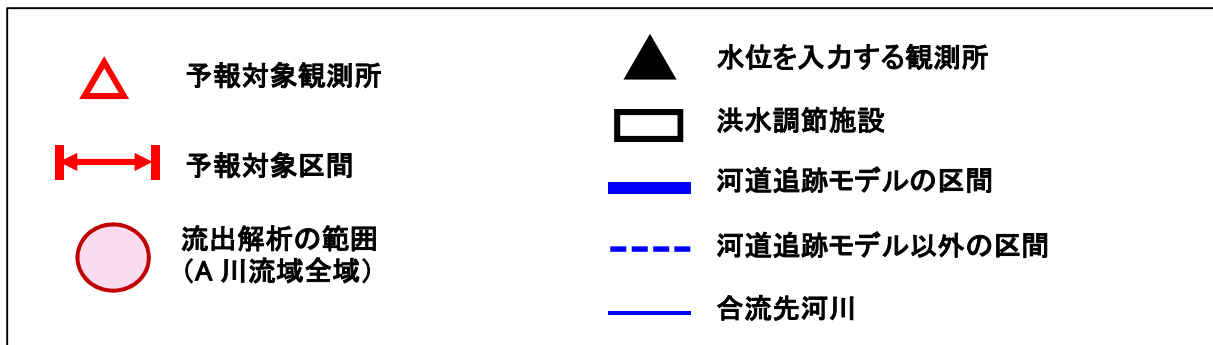 予報対象観測所
予報対象区間
流出解析の範囲
（A 川流域全域）
水位を入力する観測所
洪水調節施設
河道追跡モデルの区間
河道追跡モデル以外の区間
合流先河川